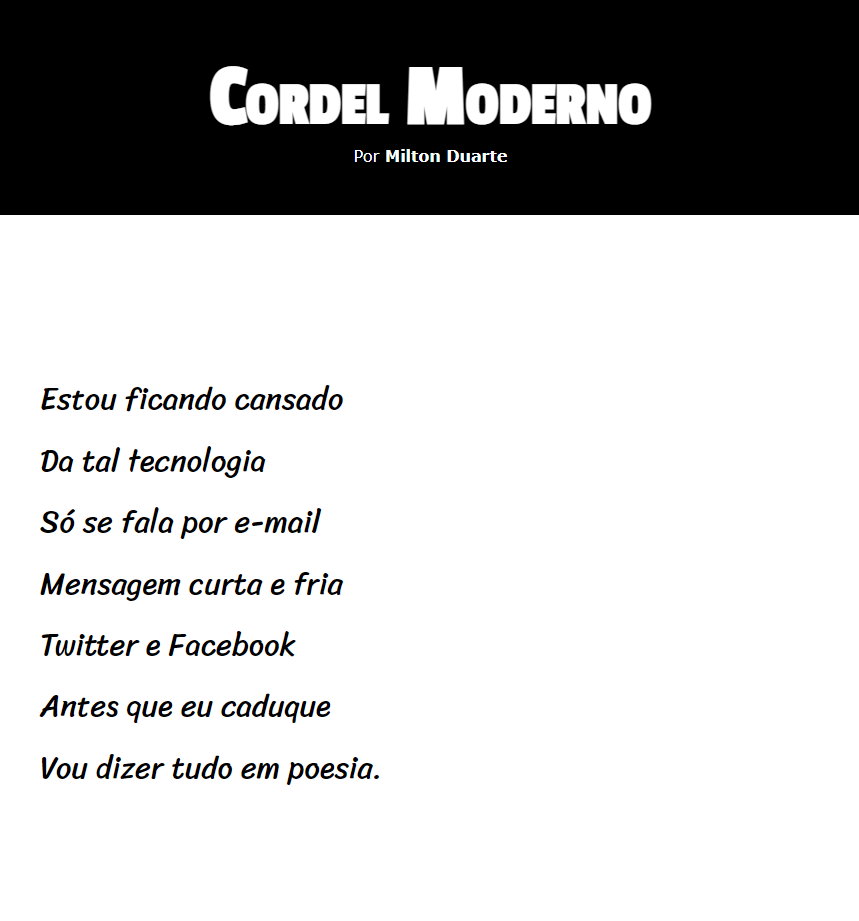 Cordel Moderno
Por Milton Duarte
Estou ficando cansado
Da tal tecnologia
Só se fala por e-mail
Mensagem curta e fria
Twitter e Facebook
Antes que eu caduque
Vou dizer tudo em poesia.